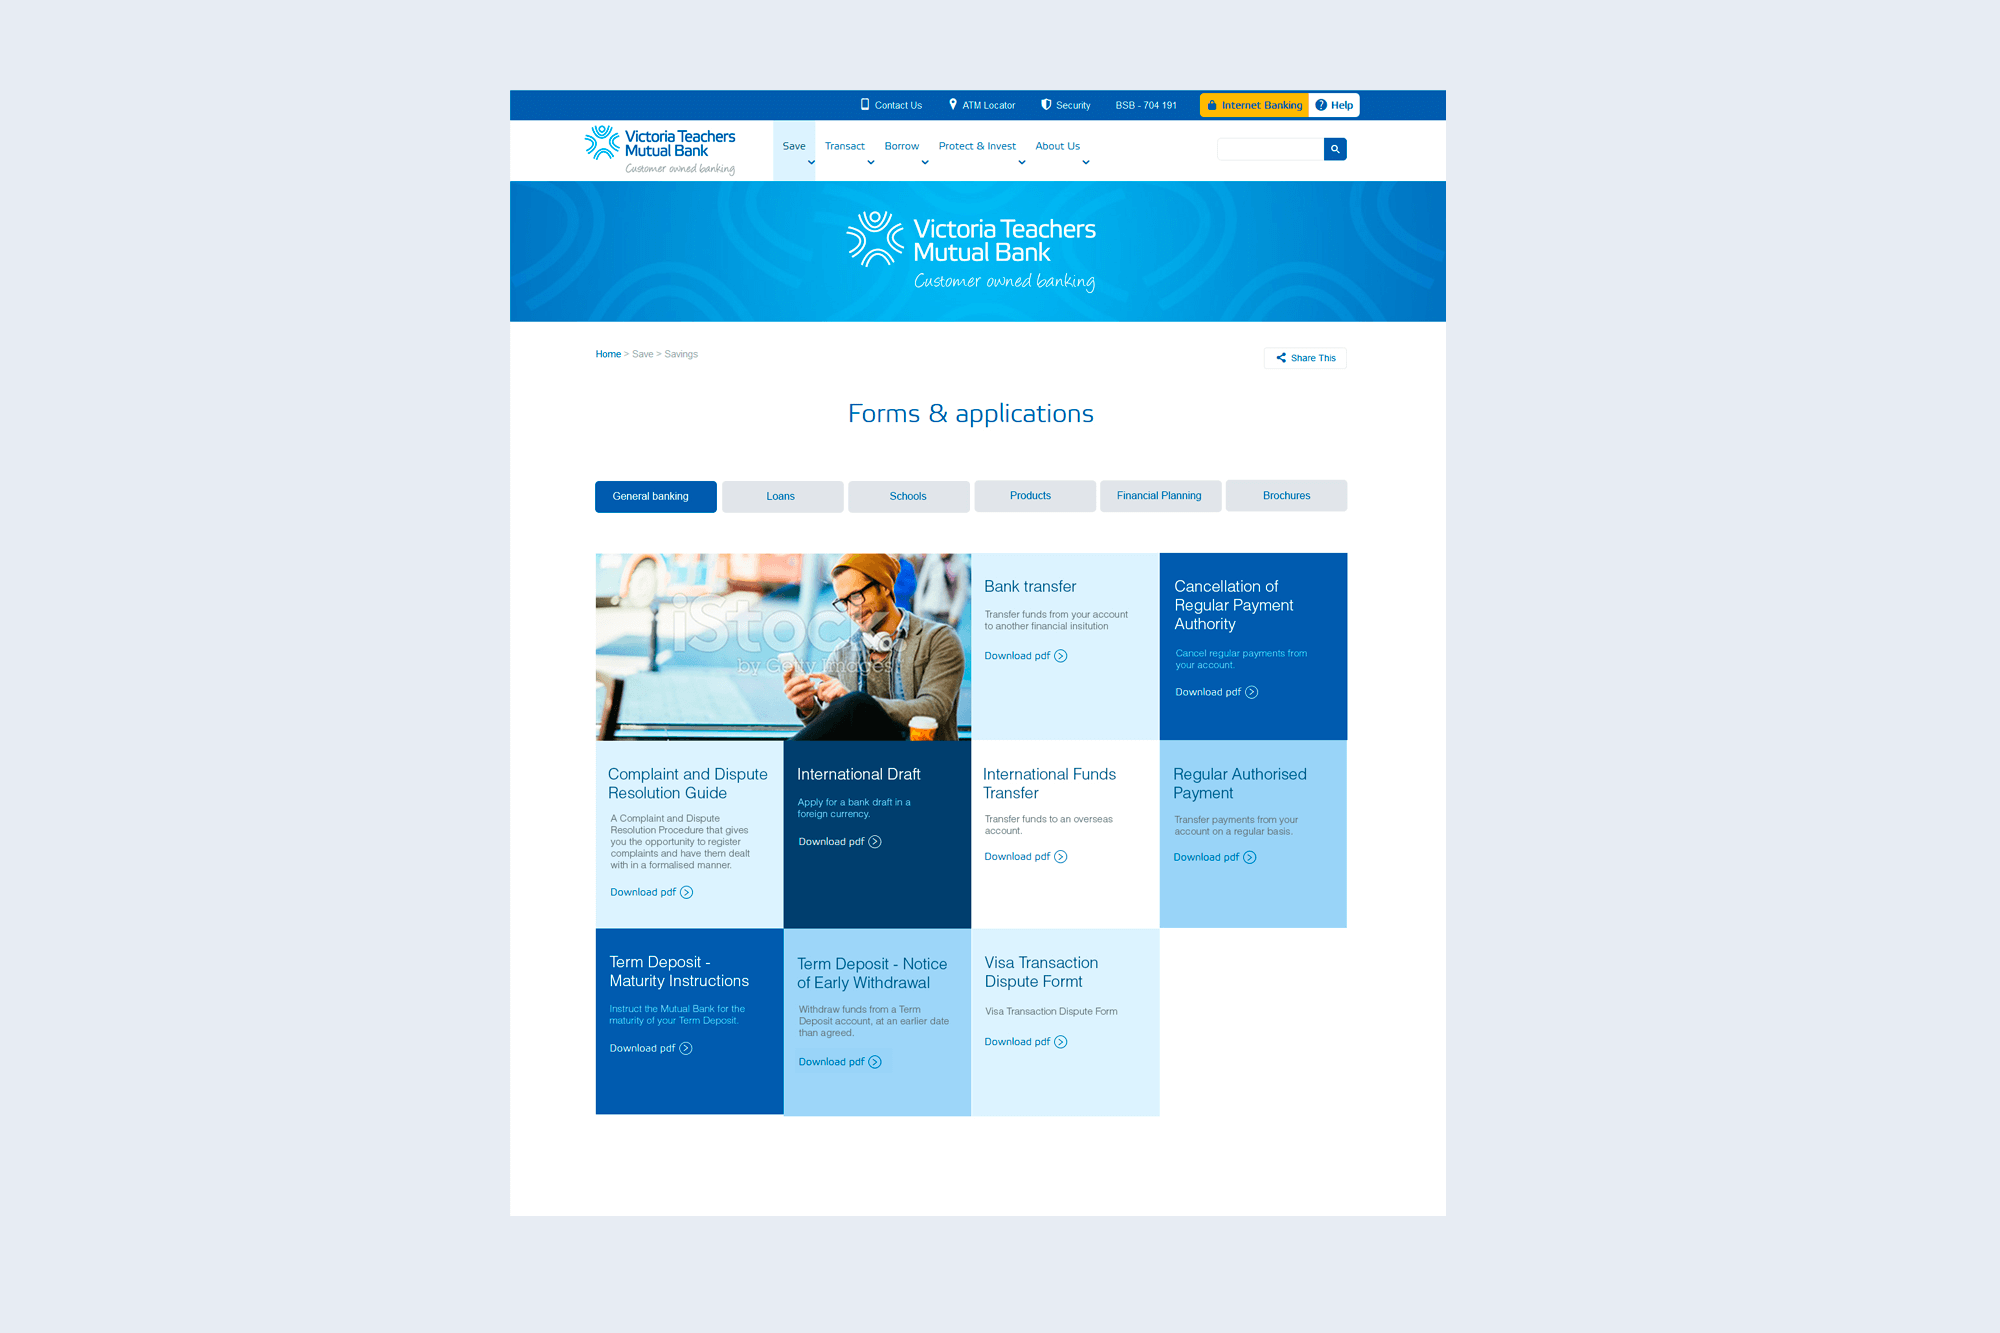 Contact Us
ATM Locator
Security
BSB - 704 191
Internet Banking
Help
Victoria Teachers
Mutual Bank
Customer owned banking
Save
Transact
Borrow
Protect & Invest
About Us
Victoria Teachers
Mutual Bank
Customer owned banking
Home > Save > Savings
Share This
Forms & applications
General banking
Loans
Schools
Products
Financial Planning
Brochures
iStock
by Getty Images
Bank transfer
Transfer funds from your account
to another financial insitution
Download pdf
Cancellation of
Regular Payment
Authority
Cancel regular payments from
your account.
Download pdf
Complaint and Dispute
Resolution Guide
A Complaint and Dispute
Resolution Procedure that gives
you the opportunity to register
complaints and have them dealt
with in a formalised manner.
Download pdf
International Draft
Apply for a bank draft in a
foreign currency.
Download pdf
International Funds
Transfer
Transfer funds to an overseas
account.
Download pdf
Regular Authorised
Payment
Transfer payments from your
account on a regular basis.
Download pdf
Term Deposit -
Maturity Instructions
Instruct the Mutual Bank for the
maturity of your Term Deposit.
Download pdf
Term Deposit - Notice
of Early Withdrawal
Withdraw funds from a Term
Deposit account, at an earlier date
than agreed.
Download pdf
Visa Transaction
Dispute Formt
Visa Transaction Dispute Form
Download pdf